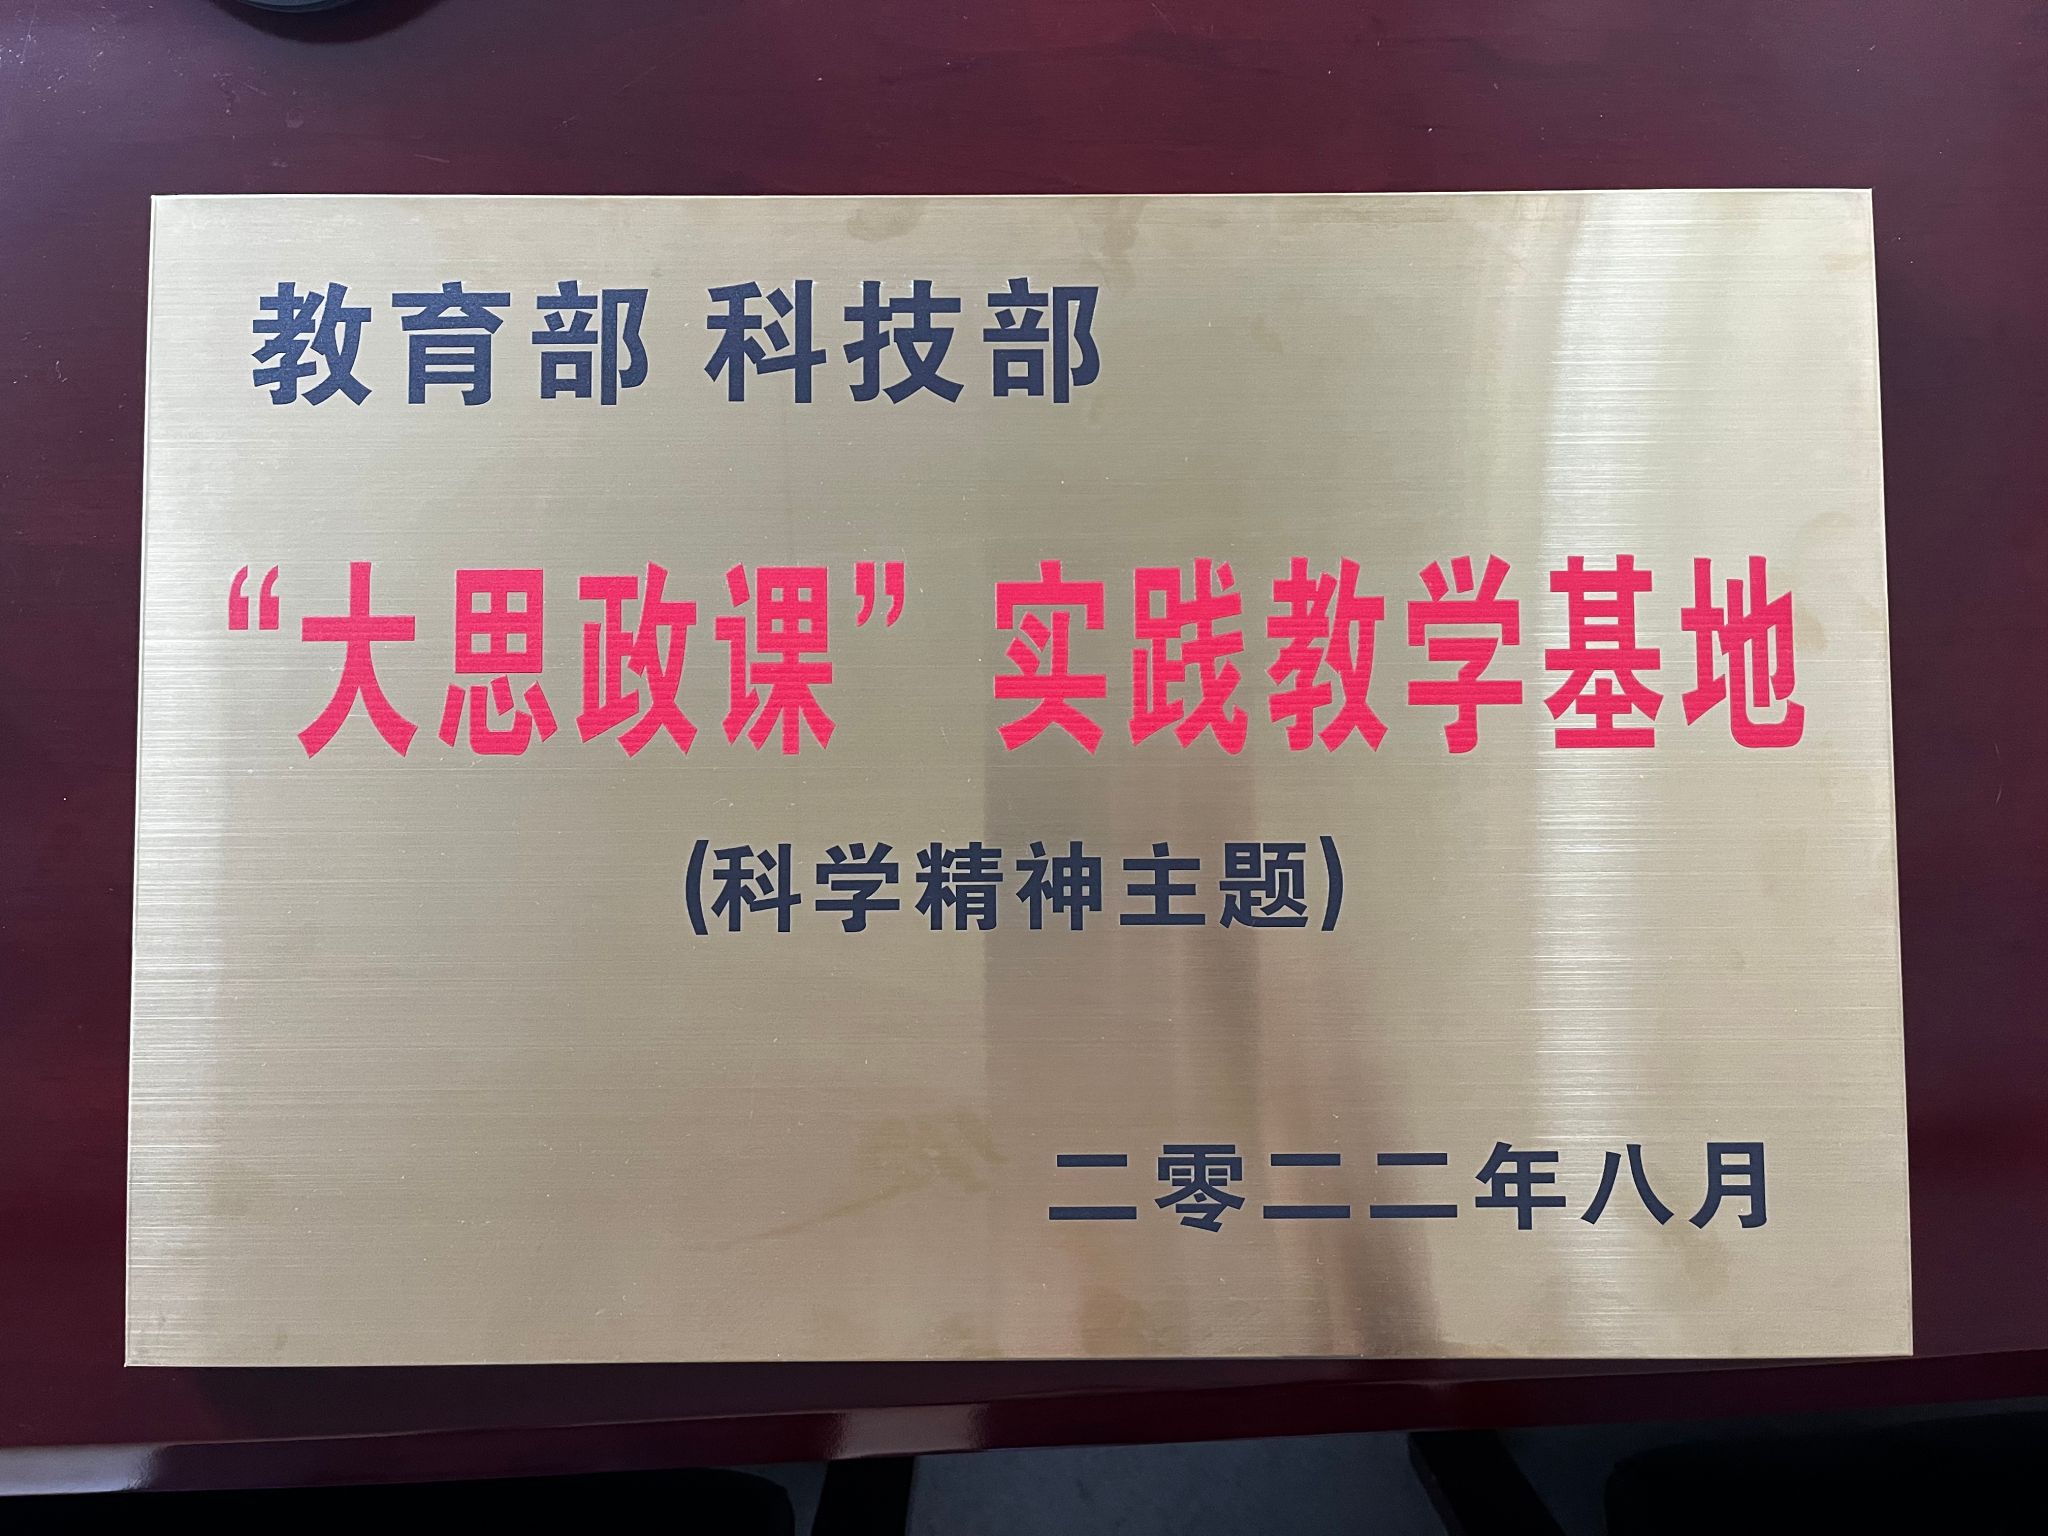 教育部 科技部
“大思政课” 实践教学基地
(科学精神主题)
二零二二年八月